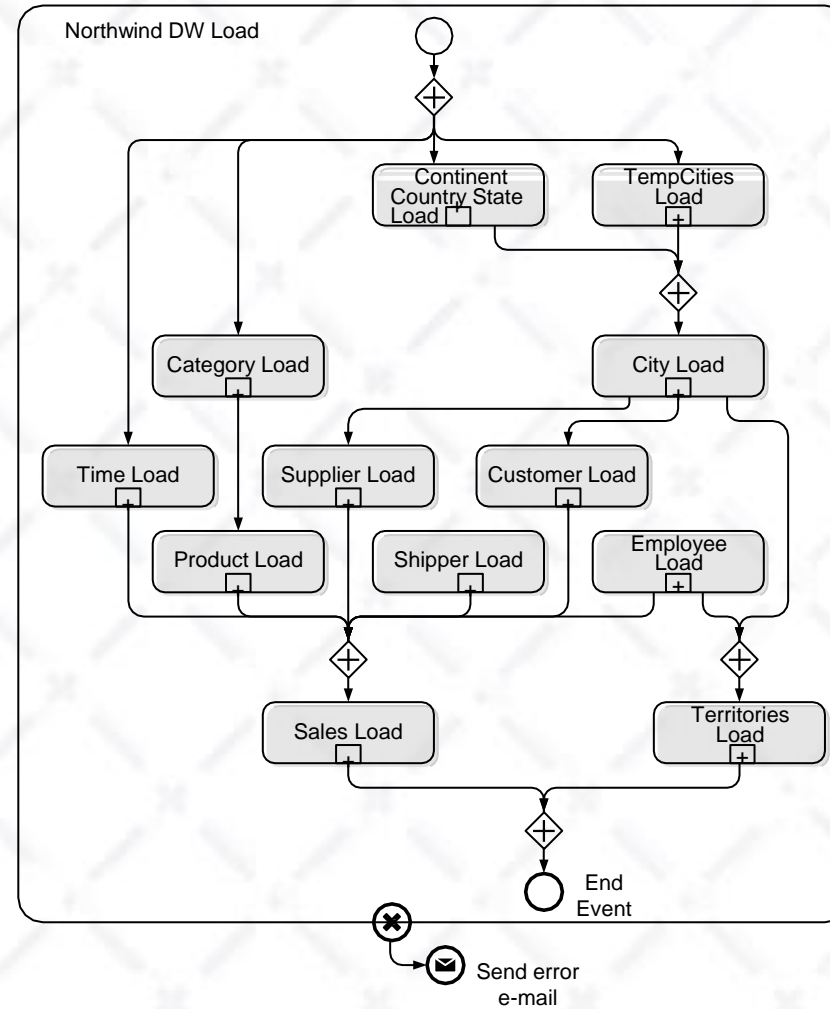 Northwind DW Load
Continent
Country State
Load
TempCities
Load
Category Load
City Load
Time Load
Supplier Load
Customer Load
Product Load
Shipper Load
Employee
Load
Sales Load
Territories
Load
End
Event
Send error
e-mail